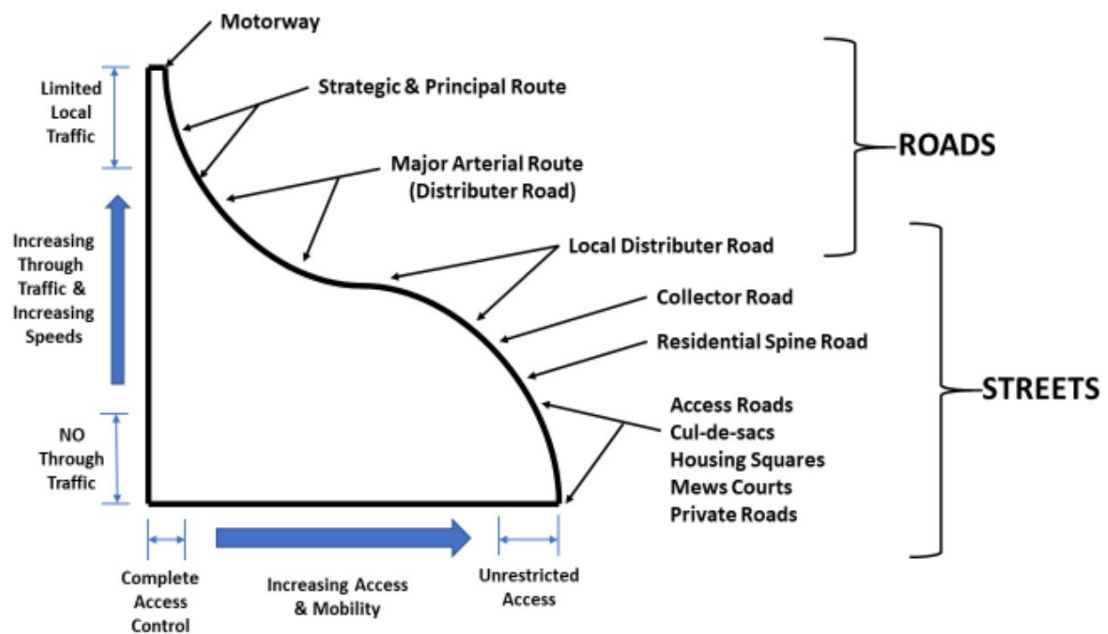 Motorway
Limited
Local
Traffic
Strategic & Principal Route
ROADS
Major Arterial Route
(Distributer Road)
Increasing
Through
Traffic &
Increasing
Speeds
Local Distributer Road
Collector Road
Residential Spine Road
STREETS
Access Roads
Cul-de-sacs
Housing Squares
Mews Courts
Private Roads
NO
Through
Traffic
Complete
Access
Control
Increasing Access
& Mobility
Unrestricted
Access